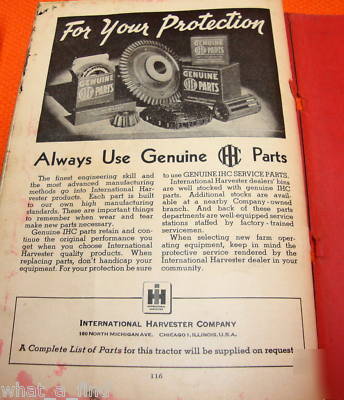 For Your Protection
GENUINE
IHC
PARTS
GENUINE
IHC PARTS
GENUINE
IHC PARTS
Always Use Genuine IHC Parts
The finest engineering skill and
the most advanced manufacturing
methods go into International Har-
vester products. Each part is built
to our own high manufacturing
standards. These are important things
to remember when wear and tear
make new parts necessary.
Genuine IHC parts retain and con-
tinue the original performance you
get when you choose International
Harvester quality products. When
replacing parts, don't handicap your
equipment. For your protection be sure
to use GENUINE IHC SERVICE PARTS.
International Harvester dealers' bins
are well stocked with genuine IHC
parts. Additional stocks are avail-
able at a nearby Company-owned
branch. And back of these parts
departments are well equipped service
stations staffed by factory-trained
servicemen.
When selecting new farm oper-
ating equipment, keep in mind the
protective service rendered by the
International Harvester dealer in your
community.
IH
INTERNATIONAL
HARVESTER
INTERNATIONAL HARVESTER COMPANY
180 NORTH MICHIGAN AVE. CHICAGO 1, ILLINOIS, U.S.A.
A Complete List of Parts for this tractor will be supplied on request
116
what_a_find